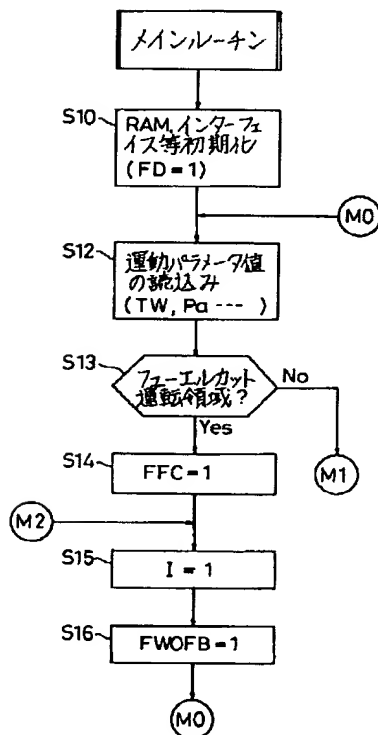 メインルーチン
S10
RAM, インターフェ
イス等初期化
(FD=1)
M0
S12
運動パラメータ値
の読込み
(TW, Pa ---- )
S13
フューエルカット
運転領域?
No
Yes
M1
S14
FFC=1
M2
S15
I = 1
S16
FWOFB=1
M0